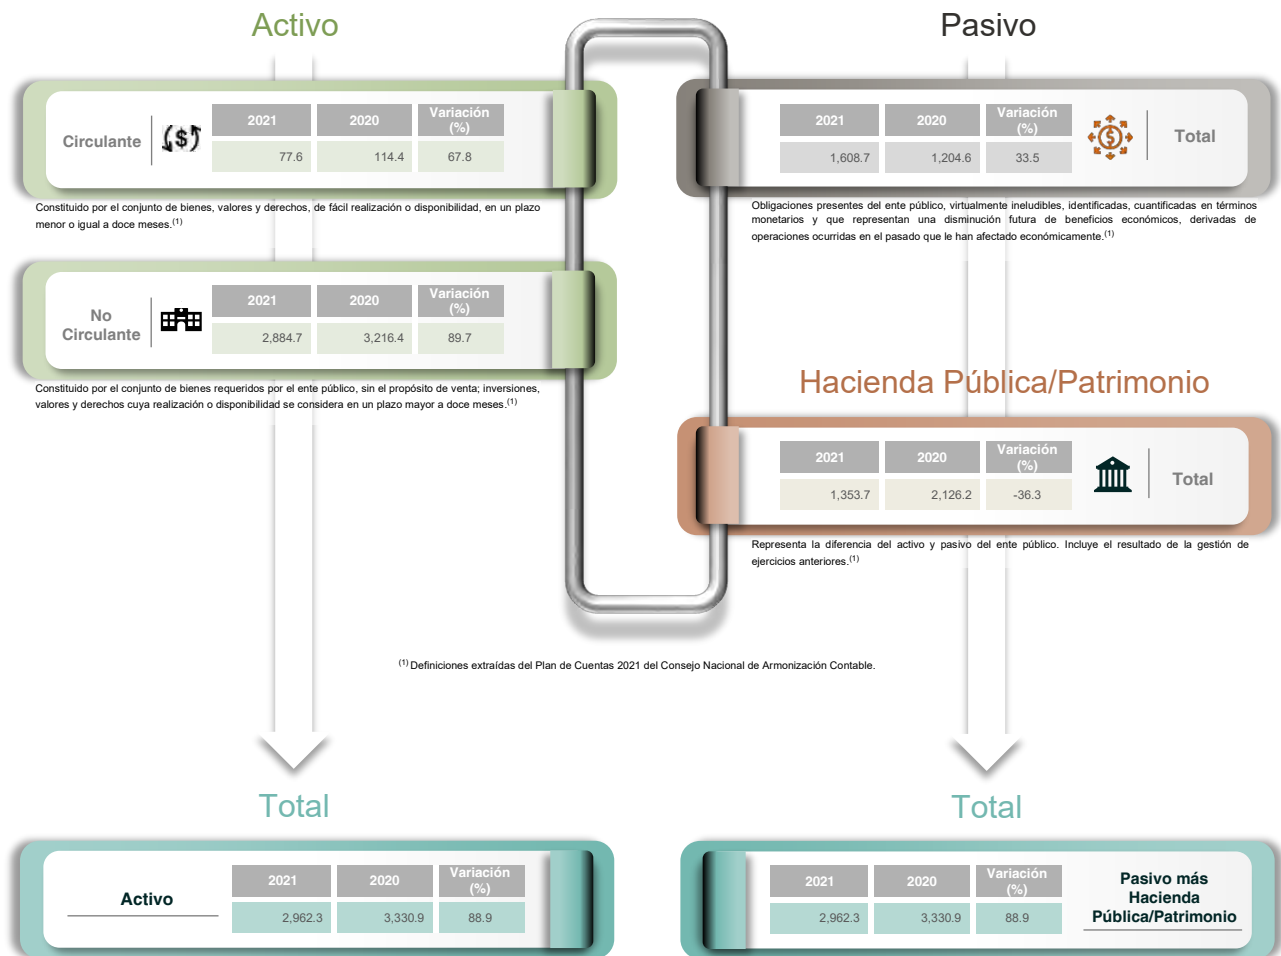 Activo
Circulante
2021 2020 Variación (%)
77.6 114.4 67.8
Constituido por el conjunto de bienes, valores y derechos, de fácil realización o disponibilidad, en un plazo
menor o igual a doce meses.(1)
No
Circulante
2021 2020 Variación (%)
2,884.7 3,216.4 89.7
Constituido por el conjunto de bienes requeridos por el ente público, sin el propósito de venta; inversiones,
valores y derechos cuya realización o disponibilidad se considera en un plazo mayor a doce meses.(1)
Pasivo
2021 2020 Variación (%)
1,608.7 1,204.6 33.5
Total
Obligaciones presentes del ente público, virtualmente ineludibles, identificadas, cuantificadas en términos
monetarios y que representan una disminución futura de beneficios económicos, derivadas de
operaciones ocurridas en el pasado que le han afectado económicamente.(1)
Hacienda Pública/Patrimonio
2021 2020 Variación (%)
1,353.7 2,126.2 -36.3
Total
Representa la diferencia del activo y pasivo del ente público. Incluye el resultado de la gestión de
ejercicios anteriores.(1)
(1) Definiciones extraídas del Plan de Cuentas 2021 del Consejo Nacional de Armonización Contable.
Total
Activo
2021 2020 Variación (%)
2,962.3 3,330.9 88.9
Total
2021 2020 Variación (%)
2,962.3 3,330.9 88.9
Pasivo más
Hacienda
Pública/Patrimonio